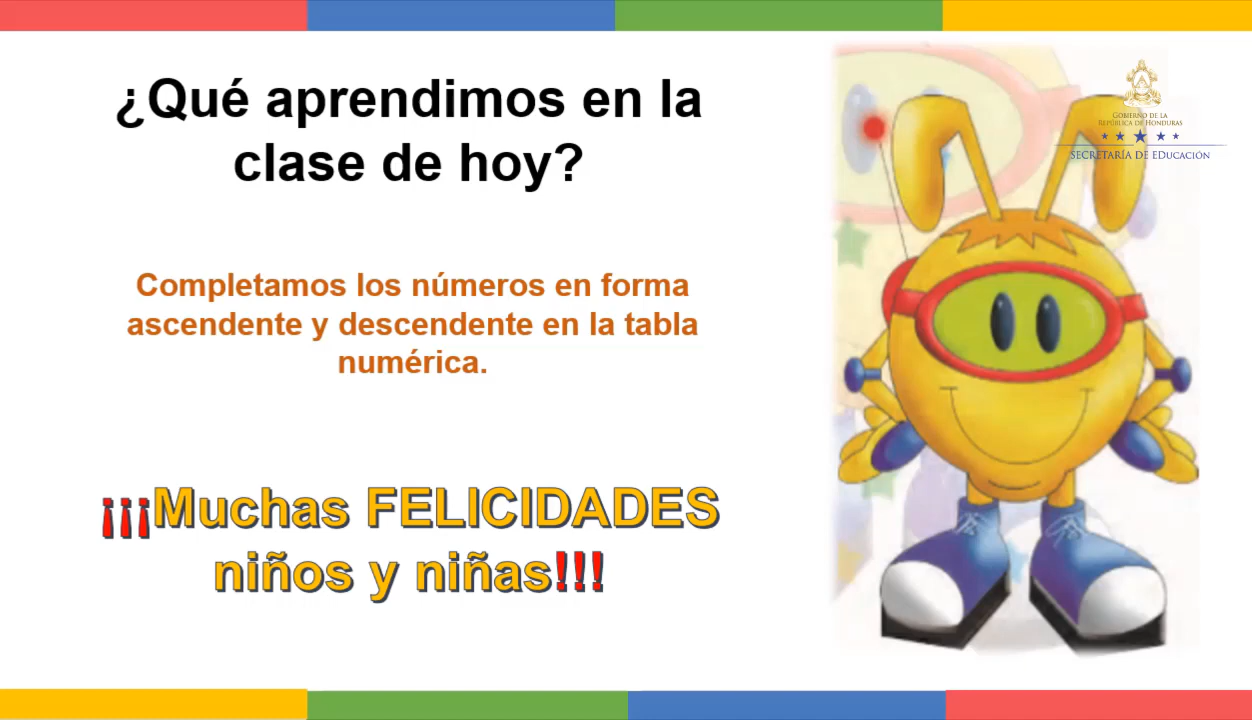 ¿Qué aprendimos en la
clase de hoy?
Completamos los números en forma
ascendente y descendente en la tabla
numérica.
¡¡¡Muchas FELICIDADES
niños y niñas!!!
GOBIERNO DE LA
REPÚBLICA DE HONDURAS
SECRETARÍA DE EDUCACIÓN